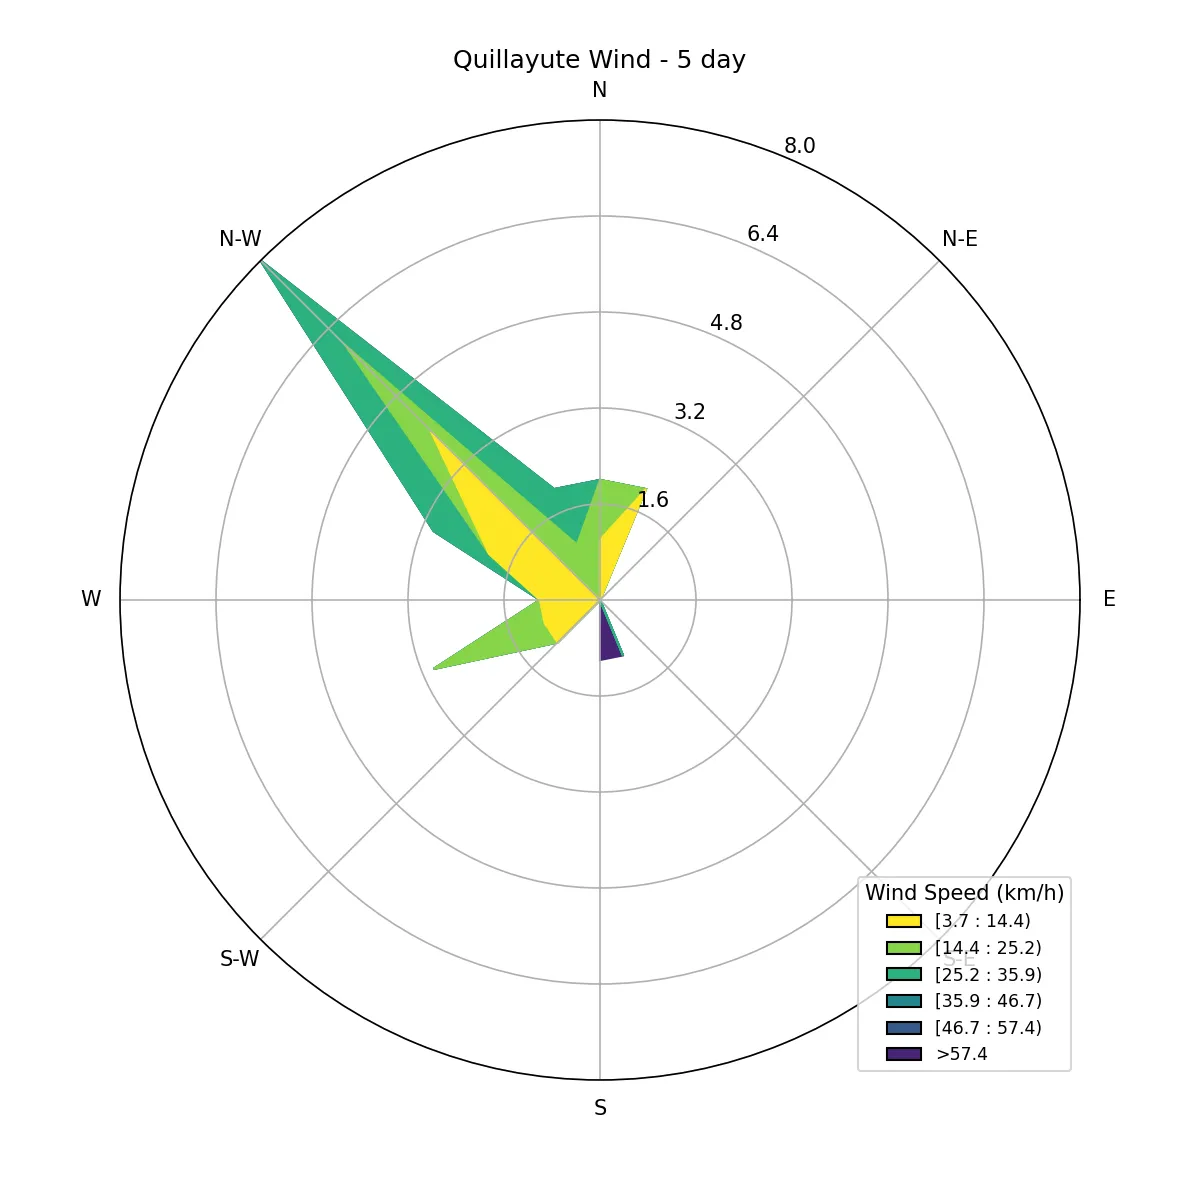 Quillayute Wind - 5 day
N
8.0
N-W
6.4
N-E
4.8
3.2
1.6
W
E
Wind Speed (km/h)
[3.7 : 14.4)
[14.4 : 25.2)
S-W
S-E
[25.2 : 35.9)
[35.9 : 46.7)
[46.7 : 57.4)
>57.4
S